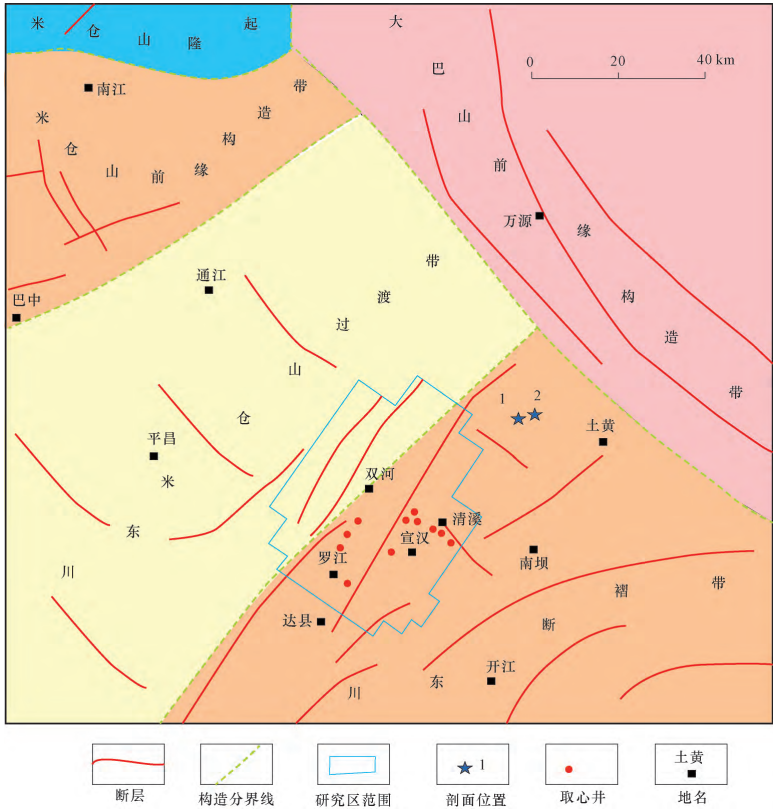 米仓山隆起
大巴山前缘构造带
0 20 40 km
南江
米仓山前缘构造带
万源
通江
巴中
川东米仓山过渡带
1 2
平昌
土黄
双河
清溪
宣汉
罗江
南坝
达县
川东断褶带
开江
1
土黄
断层
构造分界线
研究区范围
剖面位置
取心井
地名